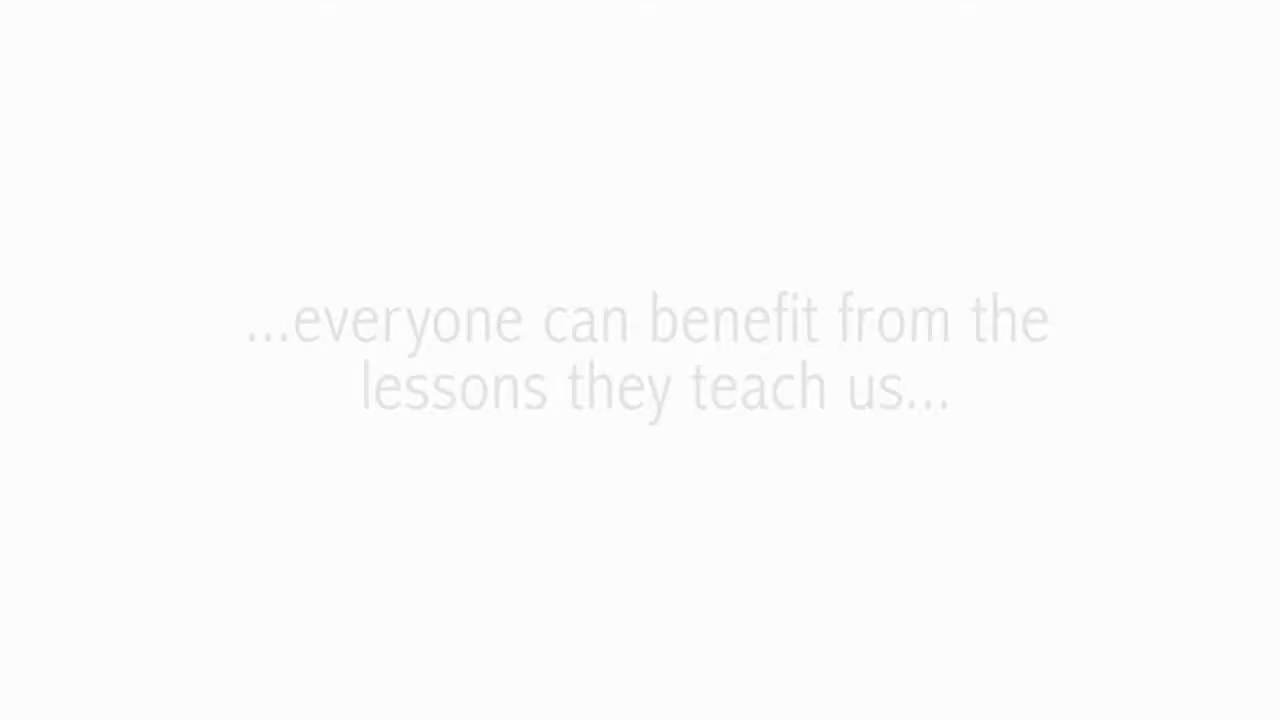 ...everyone can benefit from the
lessons they teach us...